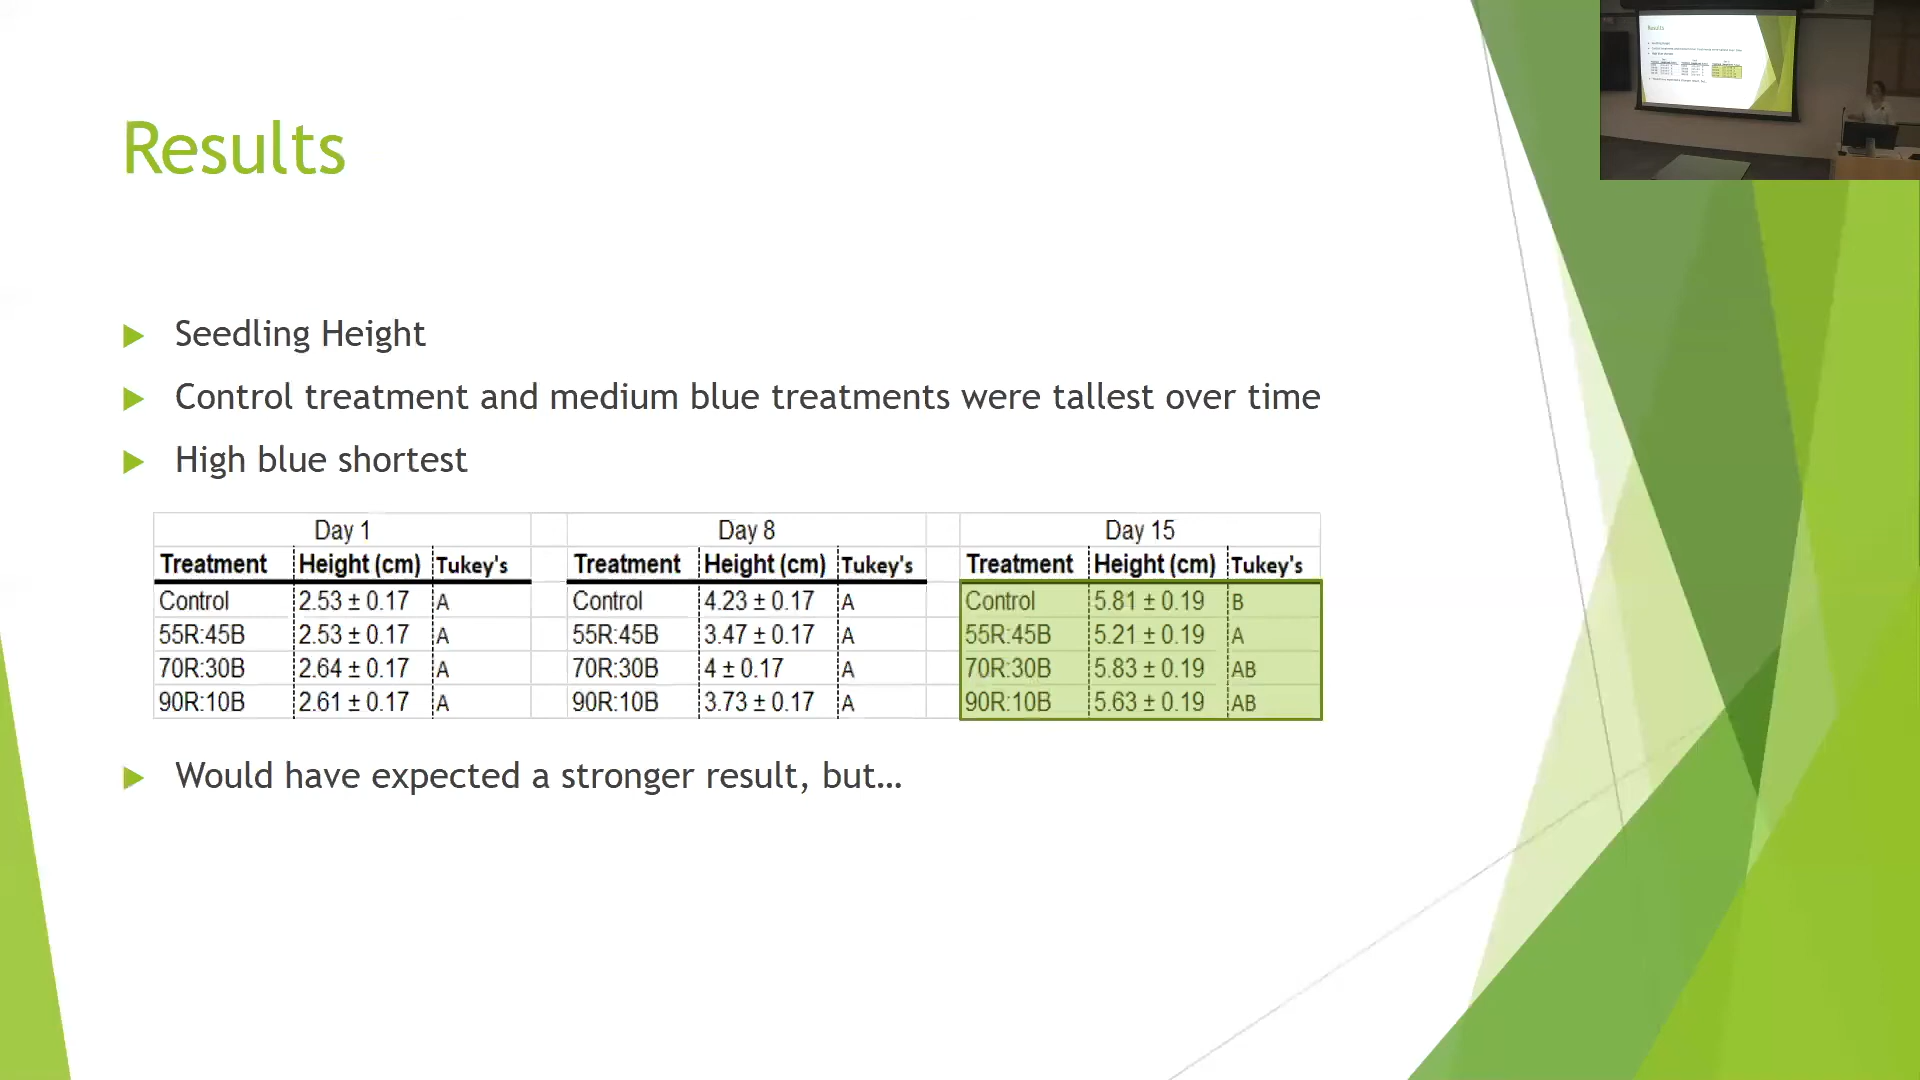 Results
Seedling Height
Control treatment and medium blue treatments were tallest over time
High blue shortest
Day 1 Day 8 Day 15
Treatment Height (cm) Tukey's Treatment Height (cm) Tukey's Treatment Height (cm) Tukey's
Control 2.53 ± 0.17 A Control 4.23 ± 0.17 A Control 5.81 ± 0.19 B
55R:45B 2.53 ± 0.17 A 55R:45B 3.47 ± 0.17 A 55R:45B 5.21 ± 0.19 A
70R:30B 2.64 ± 0.17 A 70R:30B 4 ± 0.17 A 70R:30B 5.83 ± 0.19 AB
90R:10B 2.61 ± 0.17 A 90R:10B 3.73 ± 0.17 A 90R:10B 5.63 ± 0.19 AB
Would have expected a stronger result, but…